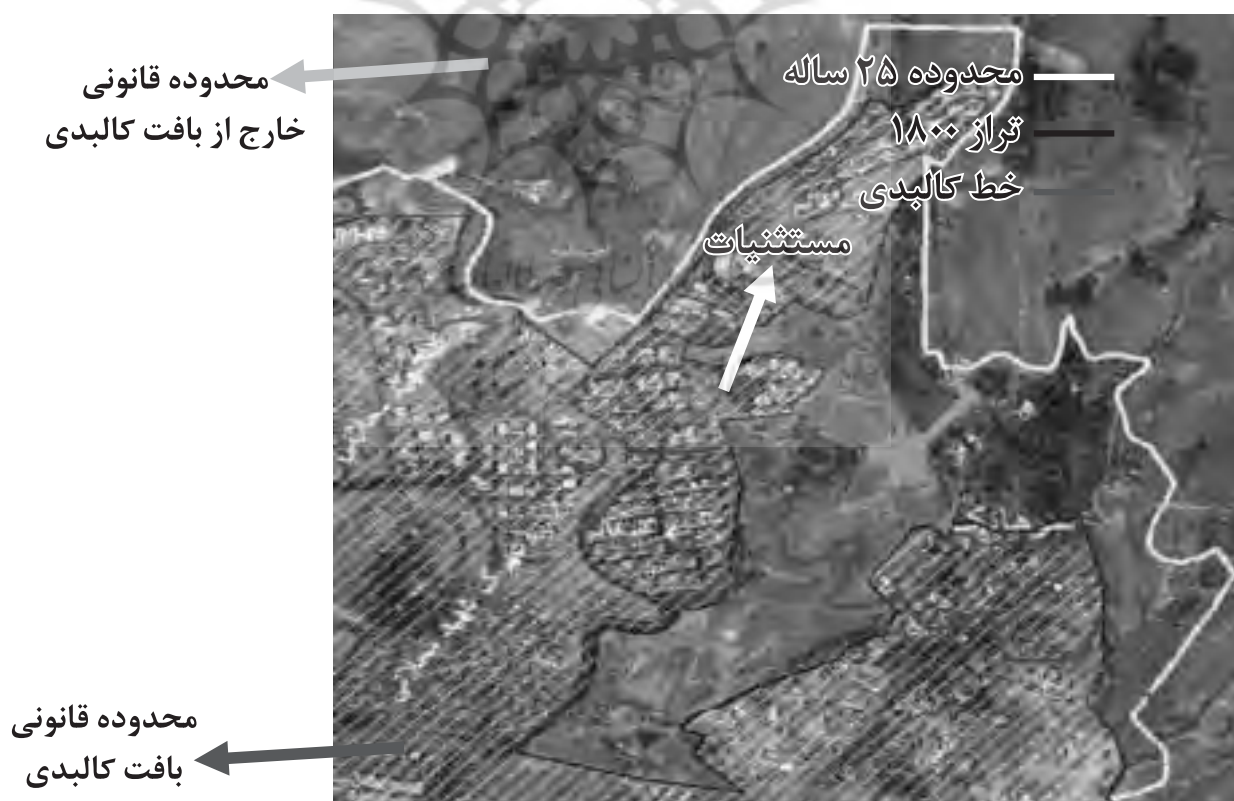 محدوده ۲۵ ساله
تراز ۱۸۰۰
خط کالبدی
مستثنیات
محدوده قانونی
خارج از بافت کالبدی
محدوده قانونی
بافت کالبدی